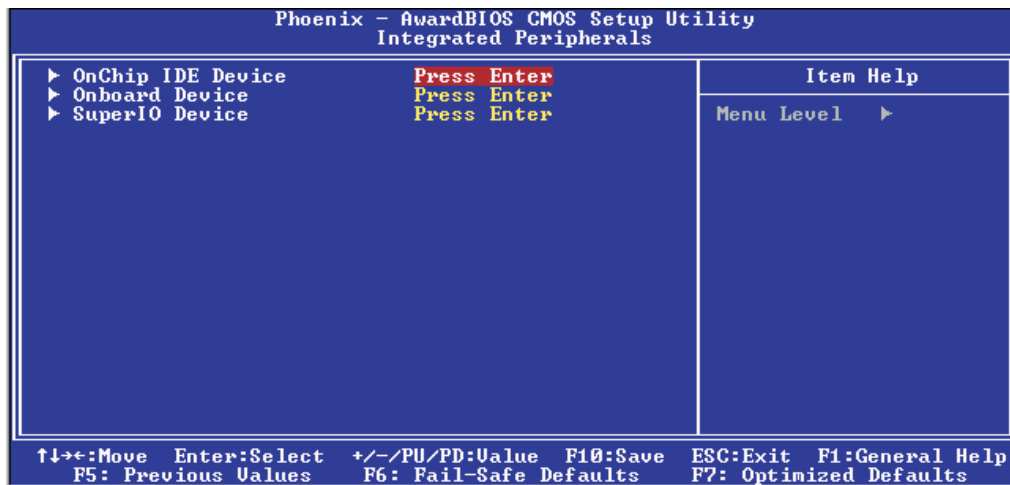 Phoenix - AwardBIOS CMOS Setup Utility
Integrated Peripherals
▶ OnChip IDE Device Press Enter
▶ Onboard Device Press Enter
▶ SuperIO Device Press Enter
Item Help
Menu Level ▶
↑↓→←:Move Enter:Select +/-/PU/PD:Value F10:Save ESC:Exit F1:General Help
F5: Previous Values F6: Fail-Safe Defaults F7: Optimized Defaults